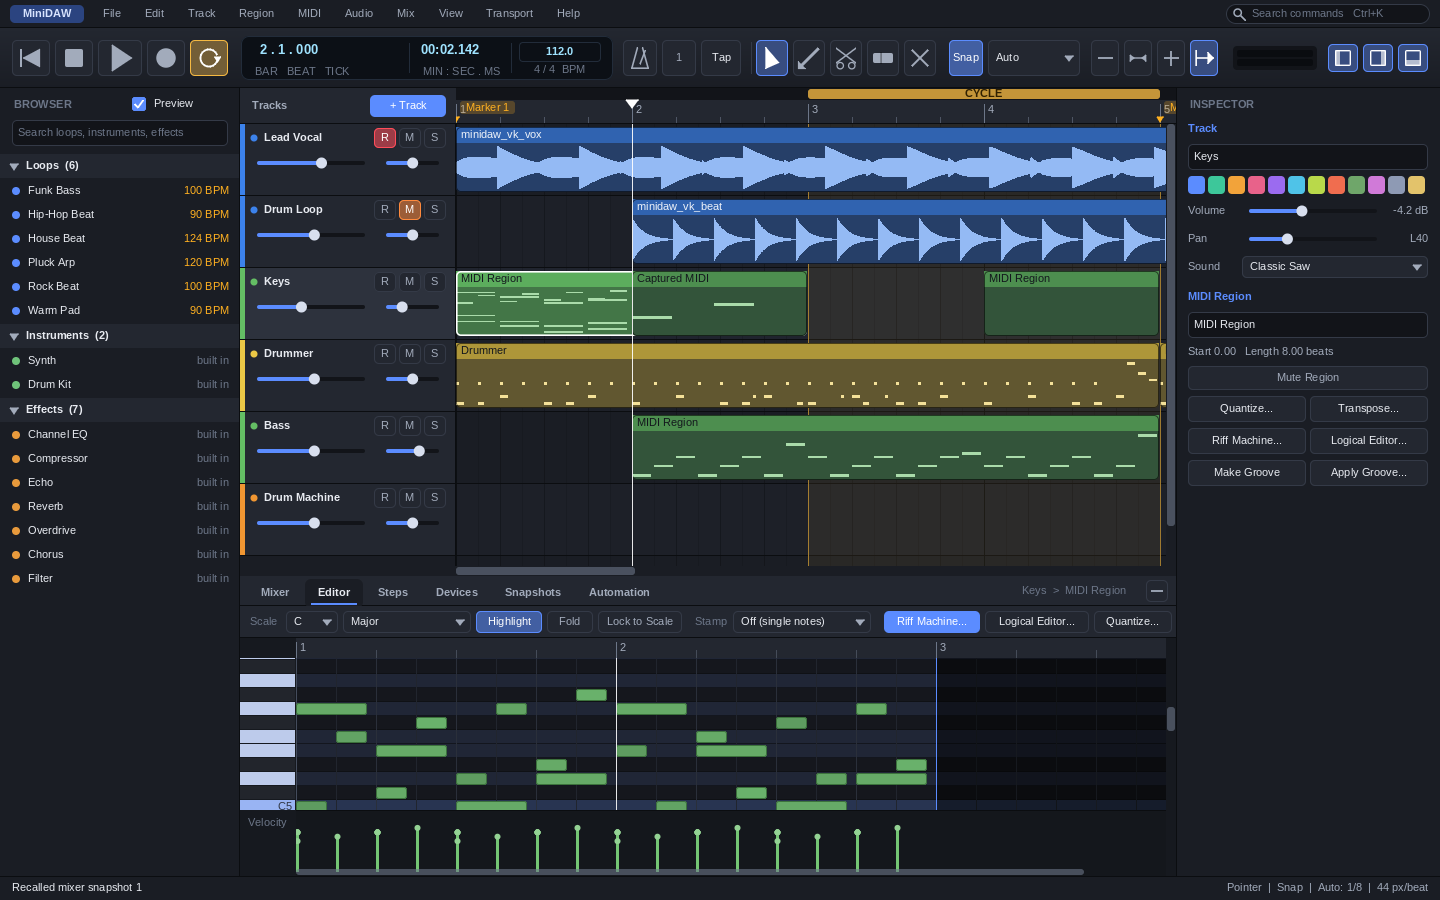 MiniDAW File Edit Track Region MIDI Audio Mix View Transport Help Search commands Ctrl+K
2 . 1 . 000 00:02.142 112.0
BAR BEAT TICK MIN : SEC . MS 4 / 4 BPM
1 Tap Snap Auto
BROWSER Preview
Search loops, instruments, effects
Loops (6)
Funk Bass 100 BPM
Hip-Hop Beat 90 BPM
House Beat 124 BPM
Pluck Arp 120 BPM
Rock Beat 100 BPM
Warm Pad 90 BPM
Instruments (2)
Synth built in
Drum Kit built in
Effects (7)
Channel EQ built in
Compressor built in
Echo built in
Reverb built in
Overdrive built in
Chorus built in
Filter built in
Tracks + Track
CYCLE
1 Marker 1 2 3 4 5 M
Lead Vocal R M S
minidaw_vk_vox
Drum Loop R M S
minidaw_vk_beat
Keys R M S
MIDI Region Captured MIDI MIDI Region
Drummer R M S
Drummer
Bass R M S
MIDI Region
Drum Machine R M S
INSPECTOR
Track
Keys
Volume -4.2 dB
Pan L40
Sound Classic Saw
MIDI Region
MIDI Region
Start 0.00 Length 8.00 beats
Mute Region
Quantize... Transpose...
Riff Machine... Logical Editor...
Make Groove Apply Groove...
Mixer Editor Steps Devices Snapshots Automation Keys > MIDI Region
Scale C Major Highlight Fold Lock to Scale Stamp Off (single notes) Riff Machine... Logical Editor... Quantize...
1 2 3
C5
Velocity
Recalled mixer snapshot 1 Pointer | Snap | Auto: 1/8 | 44 px/beat